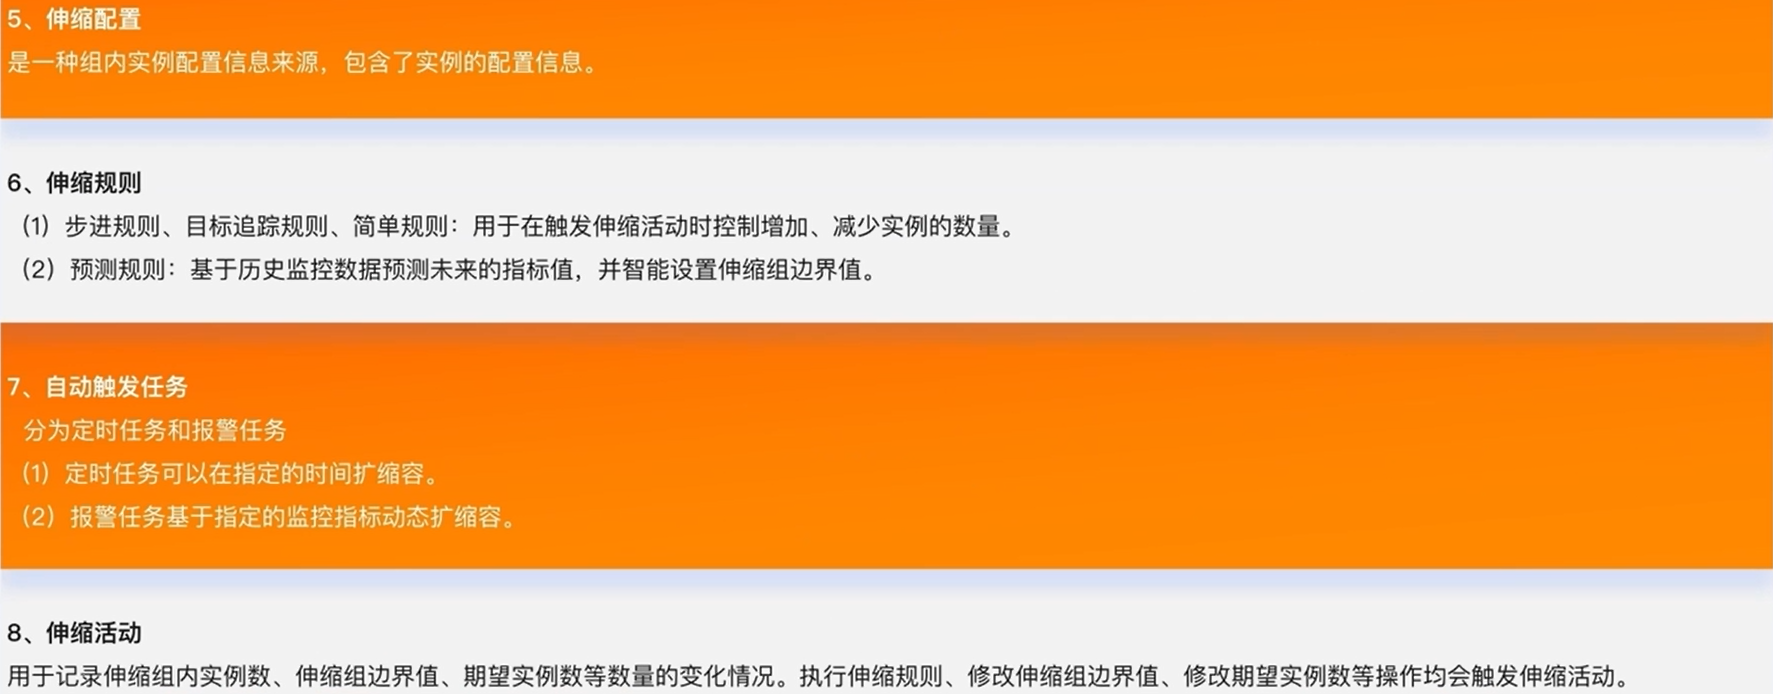 5、伸缩配置
是一种组内实例配置信息来源，包含了实例的配置信息。
6、伸缩规则
（1）步进规则、目标追踪规则、简单规则：用于在触发伸缩活动时控制增加、减少实例的数量。
（2）预测规则：基于历史监控数据预测未来的指标值，并智能设置伸缩组边界值。
7、自动触发任务
分为定时任务和报警任务
（1）定时任务可以在指定的时间扩缩容。
（2）报警任务基于指定的监控指标动态扩缩容。
8、伸缩活动
用于记录伸缩组内实例数、伸缩组边界值、期望实例数等数量的变化情况。执行伸缩规则、修改伸缩组边界值、修改期望实例数等操作均会触发伸缩活动。